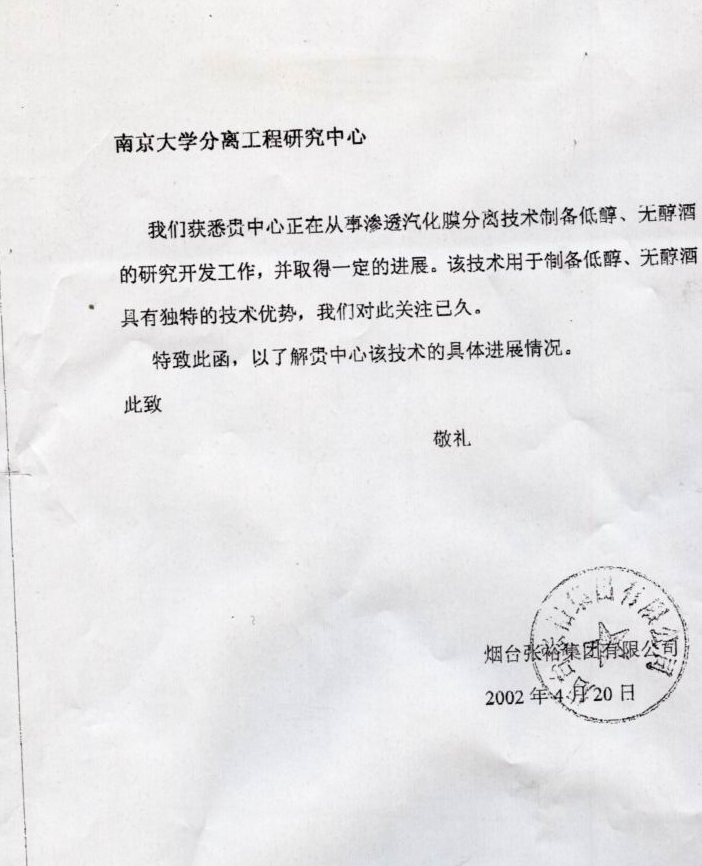 南京大学分离工程研究中心
我们获悉贵中心正在从事渗透汽化膜分离技术制备低醇、无醇酒
的研究开发工作，并取得一定的进展。该技术用于制备低醇、无醇酒
具有独特的技术优势，我们对此关注已久。
特致此函，以了解贵中心该技术的具体进展情况。
此致
敬礼
烟台张裕集团有限公司
2002年4月20日
集团有限公司